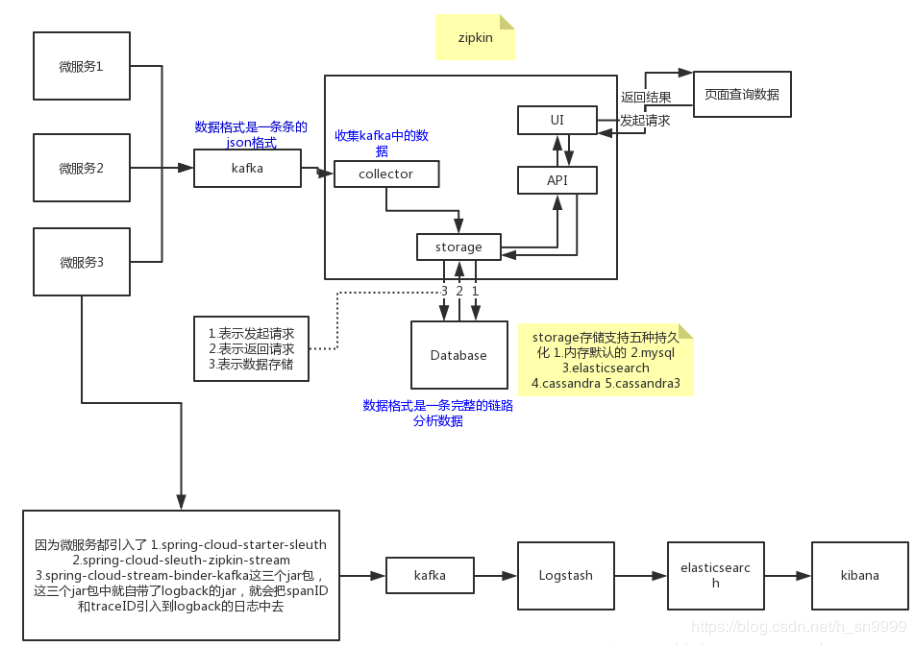 zipkin
微服务1
微服务2
微服务3
数据格式是一条条的
json格式
kafka
收集kafka中的数
据
collector
UI
API
storage
返回结果
发起请求
页面查询数据
3 2 1
1.表示发起请求
2.表示返回请求
3.表示数据存储
Database
storage存储支持五种持久
化 1.内存默认的 2.mysql
3.elasticsearch
4.cassandra 5.cassandra3
数据格式是一条完整的链路
分析数据
因为微服务都引入了 1.spring-cloud-starter-sleuth
2.spring-cloud-sleuth-zipkin-stream
3.spring-cloud-stream-binder-kafka这三个jar包，
这三个jar包中就自带了logback的jar，就会把spanID
和traceID引入到logback的日志中去
kafka
Logstash
elasticsearc
h
kibana
https://blog.csdn.net/h_sn9999